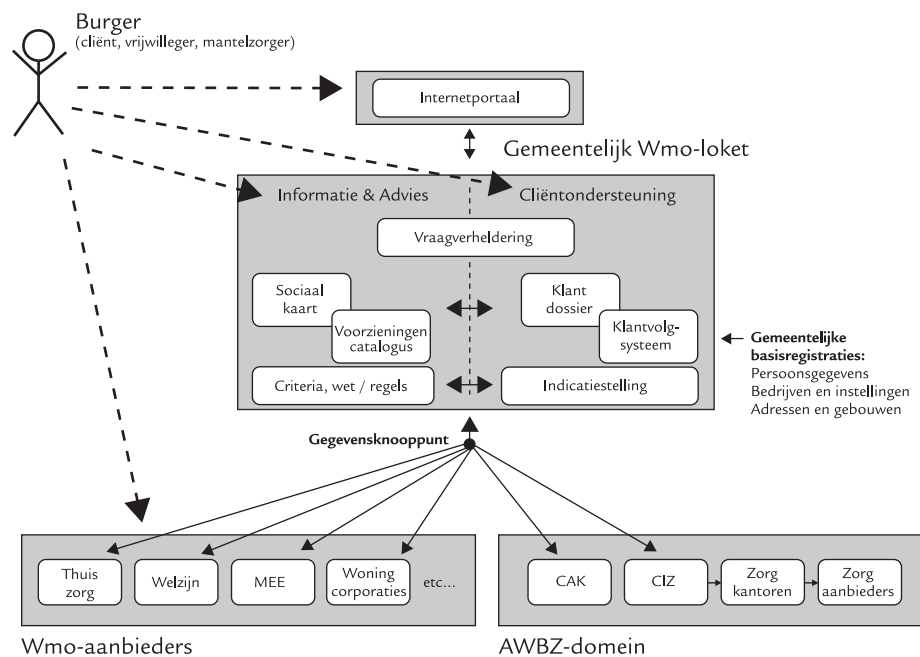 Burger
(cliënt, vrijwilleger, mantelzorger)
Internetportaal
Gemeentelijk Wmo-loket
Informatie & Advies
Cliëntondersteuning
Vraagverheldering
Sociaal
kaart
Voorzieningen
catalogus
Klant
dossier
Klantvolg-
systeem
Criteria, wet / regels
Indicatiestelling
Gemeentelijke
basisregistraties:
Persoonsgegevens
Bedrijven en instellingen
Adressen en gebouwen
Gegevensknooppunt
Thuis
zorg
Welzijn
MEE
Woning
corporaties
etc...
CAK
CIZ
Zorg
kantoren
Zorg
aanbieders
Wmo-aanbieders
AWBZ-domein